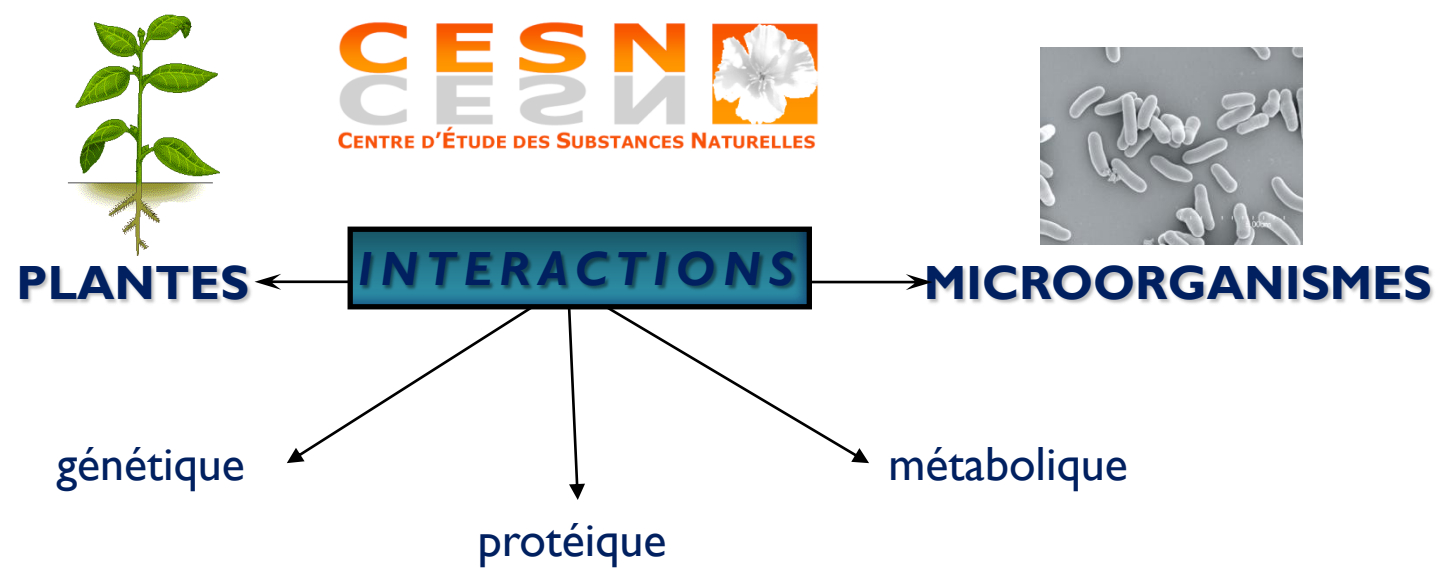 CESN
CENTRE D'ÉTUDE DES SUBSTANCES NATURELLES
INTERACTIONS
PLANTES
MICROORGANISMES
génétique
métabolique
protéique